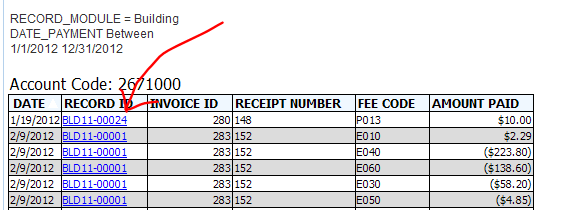 RECORD_MODULE = Building
DATE_PAYMENT Between
1/1/2012 12/31/2012
Account Code: 2671000
DATE RECORD ID INVOICE ID RECEIPT NUMBER FEE CODE AMOUNT PAID
1/19/2012 BLD11-00024 280 148 P013 $10.00
2/9/2012 BLD11-00001 283 152 E010 $2.29
2/9/2012 BLD11-00001 283 152 E040 ($223.80)
2/9/2012 BLD11-00001 283 152 E060 ($138.60)
2/9/2012 BLD11-00001 283 152 E030 ($58.20)
2/9/2012 BLD11-00001 283 152 E050 ($4.85)